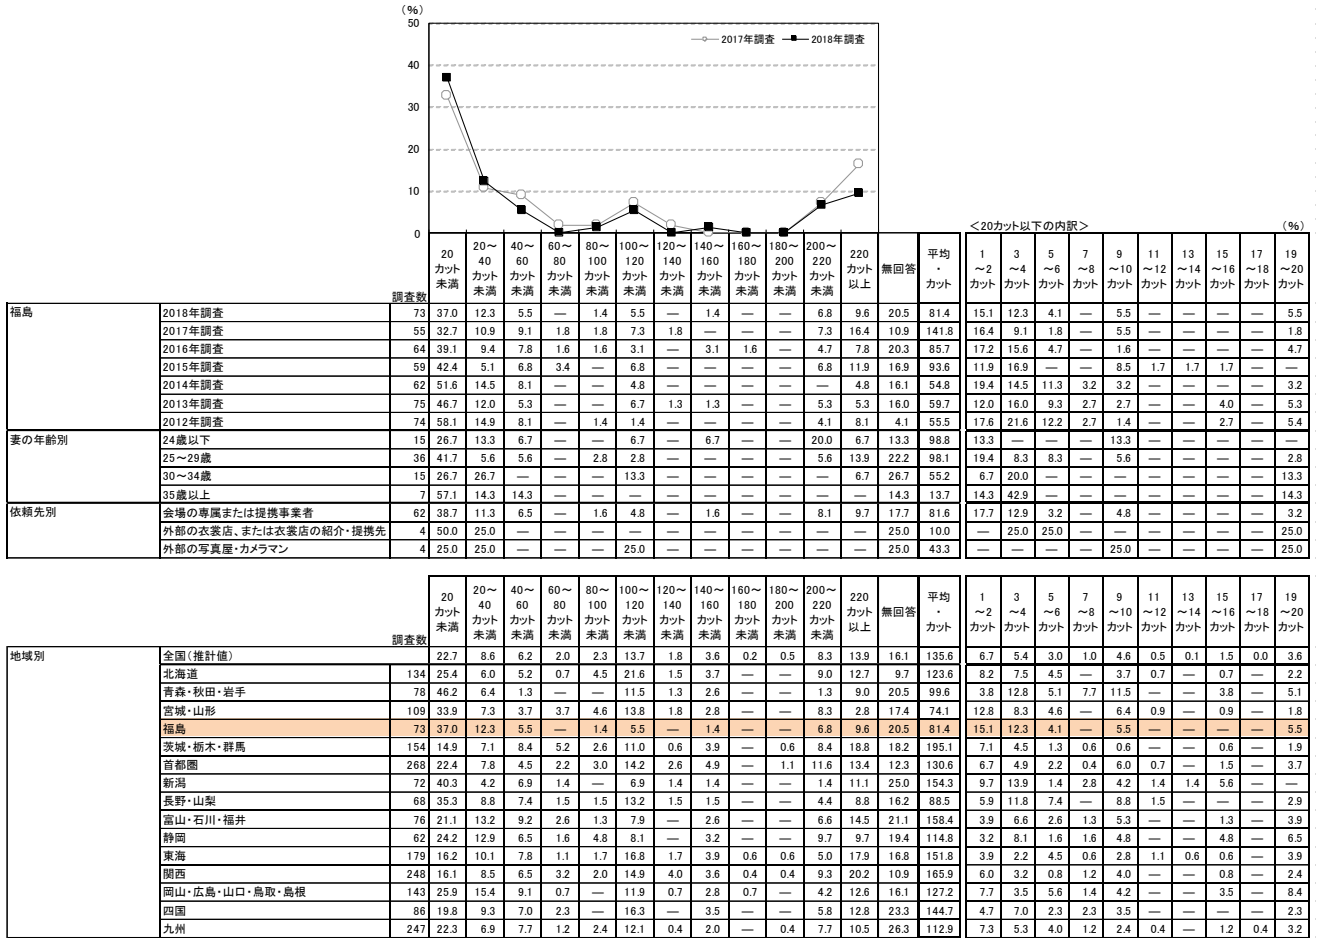 (%)
50
40
30
20
10
0
2017年調査 2018年調査
<20カット以下の内訳> (%)
調査数 20カット未満 20～40カット未満 40～60カット未満 60～80カット未満 80～100カット未満 100～120カット未満 120～140カット未満 140～160カット未満 160～180カット未満 180～200カット未満 200～220カット未満 220カット以上 無回答 平均・カット 1～2カット 3～4カット 5～6カット 7～8カット 9～10カット 11～12カット 13～14カット 15～16カット 17～18カット 19～20カット
福島 2018年調査 73 37.0 12.3 5.5 — 1.4 5.5 — 1.4 — — 6.8 9.6 20.5 81.4 15.1 12.3 4.1 — 5.5 — — — — 5.5
2017年調査 55 32.7 10.9 9.1 1.8 1.8 7.3 1.8 — — — 7.3 16.4 10.9 141.8 16.4 9.1 1.8 — 5.5 — — — — 1.8
2016年調査 64 39.1 9.4 7.8 1.6 1.6 3.1 — 3.1 1.6 — 4.7 7.8 20.3 85.7 17.2 15.6 4.7 — 1.6 — — — — 4.7
2015年調査 59 42.4 5.1 6.8 3.4 — 6.8 — — — — 6.8 11.9 16.9 93.6 11.9 16.9 — — 8.5 1.7 1.7 1.7 — —
2014年調査 62 51.6 14.5 8.1 — — 4.8 — — — — — 4.8 16.1 54.8 19.4 14.5 11.3 3.2 3.2 — — — — 3.2
2013年調査 75 46.7 12.0 5.3 — — 6.7 1.3 1.3 — — 5.3 5.3 16.0 59.7 12.0 16.0 9.3 2.7 2.7 — — 4.0 — 5.3
2012年調査 74 58.1 14.9 8.1 — 1.4 1.4 — — — — 4.1 8.1 4.1 55.5 17.6 21.6 12.2 2.7 1.4 — — 2.7 — 5.4
妻の年齢別 24歳以下 15 26.7 13.3 6.7 — — 6.7 — 6.7 — — 20.0 6.7 13.3 98.8 13.3 — — — 13.3 — — — — —
25～29歳 36 41.7 5.6 5.6 — 2.8 2.8 — — — — 5.6 13.9 22.2 98.1 19.4 8.3 8.3 — 5.6 — — — — 2.8
30～34歳 15 26.7 26.7 — — — 13.3 — — — — — 6.7 26.7 55.2 6.7 20.0 — — — — — — — 13.3
35歳以上 7 57.1 14.3 14.3 — — — — — — — — — 14.3 13.7 14.3 42.9 — — — — — — — 14.3
依頼先別 会場の専属または提携事業者 62 38.7 11.3 6.5 — 1.6 4.8 — 1.6 — — 8.1 9.7 17.7 81.6 17.7 12.9 3.2 — 4.8 — — — — 3.2
外部の衣裳店、または衣裳店の紹介・提携先 4 50.0 25.0 — — — — — — — — — — 25.0 10.0 — 25.0 25.0 — — — — — — 25.0
外部の写真屋・カメラマン 4 25.0 25.0 — — — 25.0 — — — — — — 25.0 43.3 — — — — 25.0 — — — — 25.0
調査数 20カット未満 20～40カット未満 40～60カット未満 60～80カット未満 80～100カット未満 100～120カット未満 120～140カット未満 140～160カット未満 160～180カット未満 180～200カット未満 200～220カット未満 220カット以上 無回答 平均・カット 1～2カット 3～4カット 5～6カット 7～8カット 9～10カット 11～12カット 13～14カット 15～16カット 17～18カット 19～20カット
地域別 全国(推計値) 22.7 8.6 6.2 2.0 2.3 13.7 1.8 3.6 0.2 0.5 8.3 13.9 16.1 135.6 6.7 5.4 3.0 1.0 4.6 0.5 0.1 1.5 0.0 3.6
北海道 134 25.4 6.0 5.2 0.7 4.5 21.6 1.5 3.7 — — 9.0 12.7 9.7 123.6 8.2 7.5 4.5 — 3.7 0.7 — 0.7 — 2.2
青森・秋田・岩手 78 46.2 6.4 1.3 — — 11.5 1.3 2.6 — — 1.3 9.0 20.5 99.6 3.8 12.8 5.1 7.7 11.5 — — 3.8 — 5.1
宮城・山形 109 33.9 7.3 3.7 3.7 4.6 13.8 1.8 2.8 — — 8.3 2.8 17.4 74.1 12.8 8.3 4.6 — 6.4 0.9 — 0.9 — 1.8
福島 73 37.0 12.3 5.5 — 1.4 5.5 — 1.4 — — 6.8 9.6 20.5 81.4 15.1 12.3 4.1 — 5.5 — — — — 5.5
茨城・栃木・群馬 154 14.9 7.1 8.4 5.2 2.6 11.0 0.6 3.9 — 0.6 8.4 18.8 18.2 195.1 7.1 4.5 1.3 0.6 0.6 — — 0.6 — 1.9
首都圏 268 22.4 7.8 4.5 2.2 3.0 14.2 2.6 4.9 — 1.1 11.6 13.4 12.3 130.6 6.7 4.9 2.2 0.4 6.0 0.7 — 1.5 — 3.7
新潟 72 40.3 4.2 6.9 1.4 — 6.9 1.4 1.4 — — 1.4 11.1 25.0 154.3 9.7 13.9 1.4 2.8 4.2 1.4 1.4 5.6 — —
長野・山梨 68 35.3 8.8 7.4 1.5 1.5 13.2 1.5 1.5 — — 4.4 8.8 16.2 88.5 5.9 11.8 7.4 — 8.8 1.5 — — — 2.9
富山・石川・福井 76 21.1 13.2 9.2 2.6 1.3 7.9 — 2.6 — — 6.6 14.5 21.1 158.4 3.9 6.6 2.6 1.3 5.3 — — 1.3 — 3.9
静岡 62 24.2 12.9 6.5 1.6 4.8 8.1 — 3.2 — — 9.7 9.7 19.4 114.8 3.2 8.1 1.6 1.6 4.8 — — 4.8 — 6.5
東海 179 16.2 10.1 7.8 1.1 1.7 16.8 1.7 3.9 0.6 0.6 5.0 17.9 16.8 151.8 3.9 2.2 4.5 0.6 2.8 1.1 0.6 0.6 — 3.9
関西 248 16.1 8.5 6.5 3.2 2.0 14.9 4.0 3.6 0.4 0.4 9.3 20.2 10.9 165.9 6.0 3.2 0.8 1.2 4.0 — — 0.8 — 2.4
岡山・広島・山口・鳥取・島根 143 25.9 15.4 9.1 0.7 — 11.9 0.7 2.8 0.7 — 4.2 12.6 16.1 127.2 7.7 3.5 5.6 1.4 4.2 — — 3.5 — 8.4
四国 86 19.8 9.3 7.0 2.3 — 16.3 — 3.5 — — 5.8 12.8 23.3 144.7 4.7 7.0 2.3 2.3 3.5 — — — — 2.3
九州 247 22.3 6.9 7.7 1.2 2.4 12.1 0.4 2.0 — 0.4 7.7 10.5 26.3 112.9 7.3 5.3 4.0 1.2 2.4 0.4 — 1.2 0.4 3.2